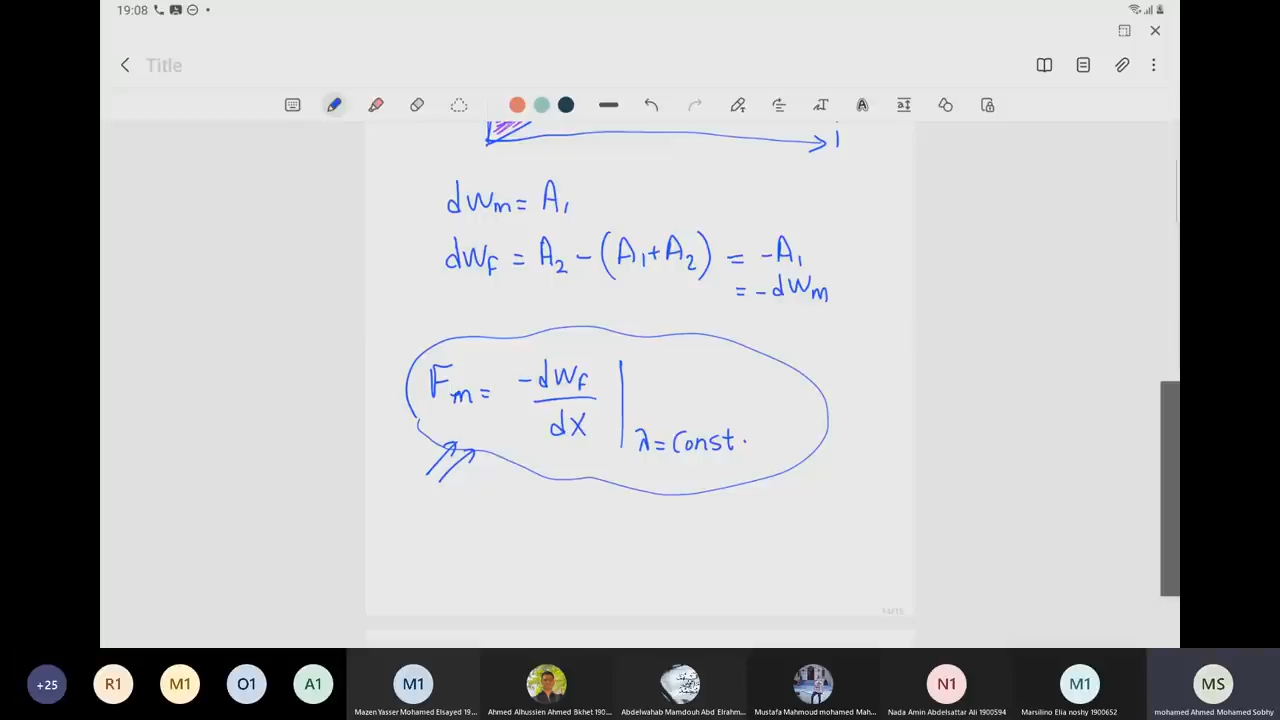 19:08
Title
i
dWm = A1
dWf = A2 - (A1+A2) = -A1
= -dWm
Fm = -dWf / dX | λ = Const.
14/15
+25
R1
M1
O1
A1
M1
N1
M1
MS
Mazen Yasser Mohamed Elsayed 19...
Ahmed Alhussien Ahmed Bkhet 190...
Abdelwahab Mamdouh Abd Elrahm...
Mustafa Mahmoud mohamed Mah...
Nada Amin Abdelsattar Ali 1900594
Marsilino Elia noshy 1900652
mohamed Ahmed Mohamed Sobhy